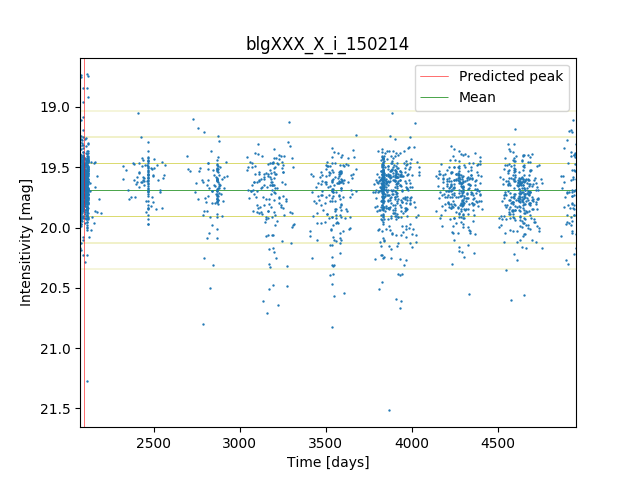 blgXXX_X_i_150214
Predicted peak
Mean
19.0
19.5
20.0
20.5
21.0
21.5
Intensitivity [mag]
2500 3000 3500 4000 4500
Time [days]